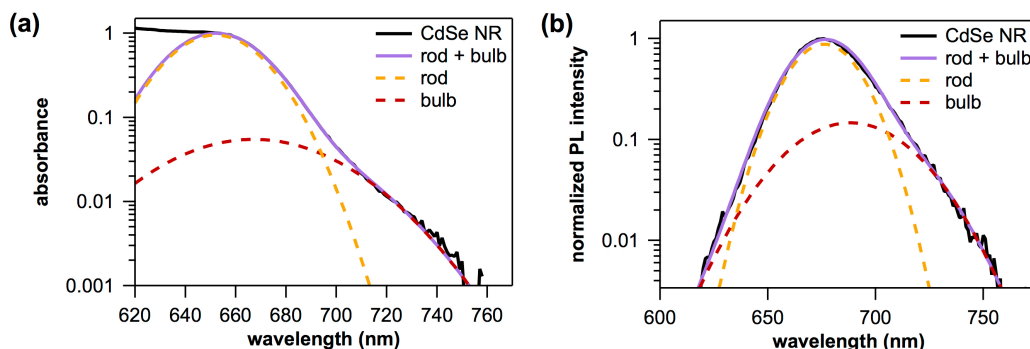 (a)
absorbance
1
0.1
0.01
0.001
620 640 660 680 700 720 740 760
wavelength (nm)
CdSe NR
rod + bulb
rod
bulb
(b)
normalized PL intensity
1
0.1
0.01
600 650 700 750
wavelength (nm)
CdSe NR
rod + bulb
rod
bulb